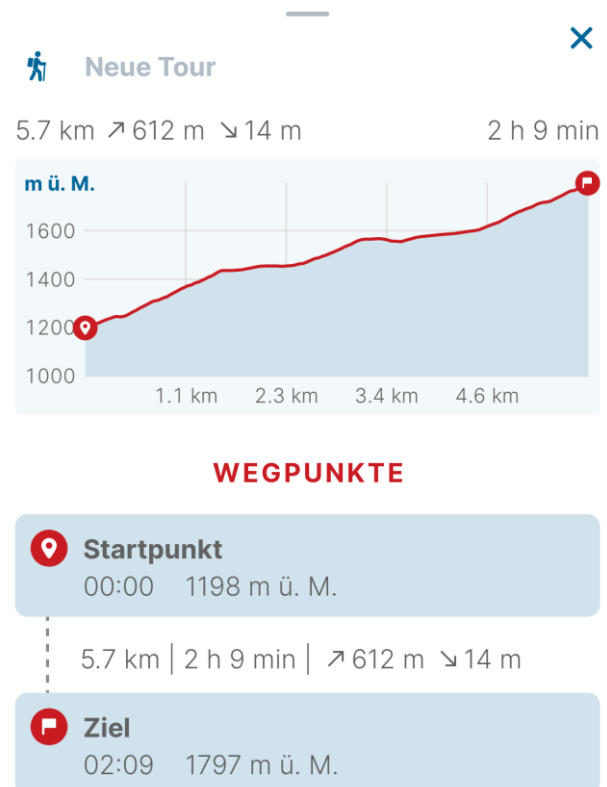 Neue Tour
5.7 km ↗ 612 m ↘ 14 m 2 h 9 min
m ü. M.
1600
1400
1200
1000
1.1 km 2.3 km 3.4 km 4.6 km
WEGPUNKTE
Startpunkt
00:00 1198 m ü. M.
5.7 km | 2 h 9 min | ↗ 612 m ↘ 14 m
Ziel
02:09 1797 m ü. M.